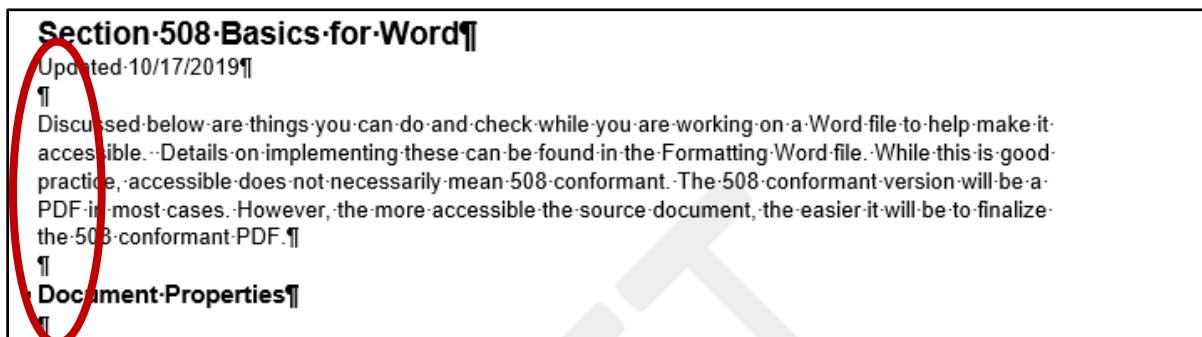 Section·508·Basics·for·Word¶
Updated·10/17/2019¶
¶
Discussed·below·are·things·you·can·do·and·check·while·you·are·working·on·a·Word·file·to·help·make·it·
accessible.··Details·on·implementing·these·can·be·found·in·the·Formatting·Word·file.·While·this·is·good·
practice,·accessible·does·not·necessarily·mean·508·conformant.·The·508·conformant·version·will·be·a·
PDF·in·most·cases.·However,·the·more·accessible·the·source·document,·the·easier·it·will·be·to·finalize·
the·508·conformant·PDF.¶
¶
Document·Properties¶
¶